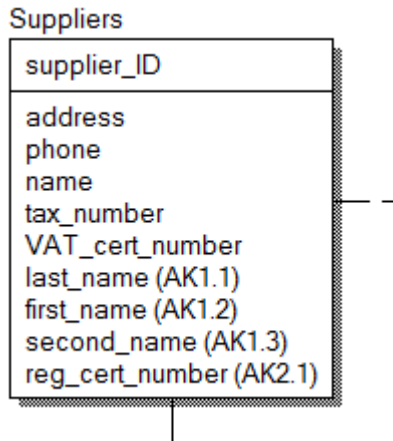 Suppliers
supplier_ID
address
phone
name
tax_number
VAT_cert_number
last_name (AK1.1)
first_name (AK1.2)
second_name (AK1.3)
reg_cert_number (AK2.1)